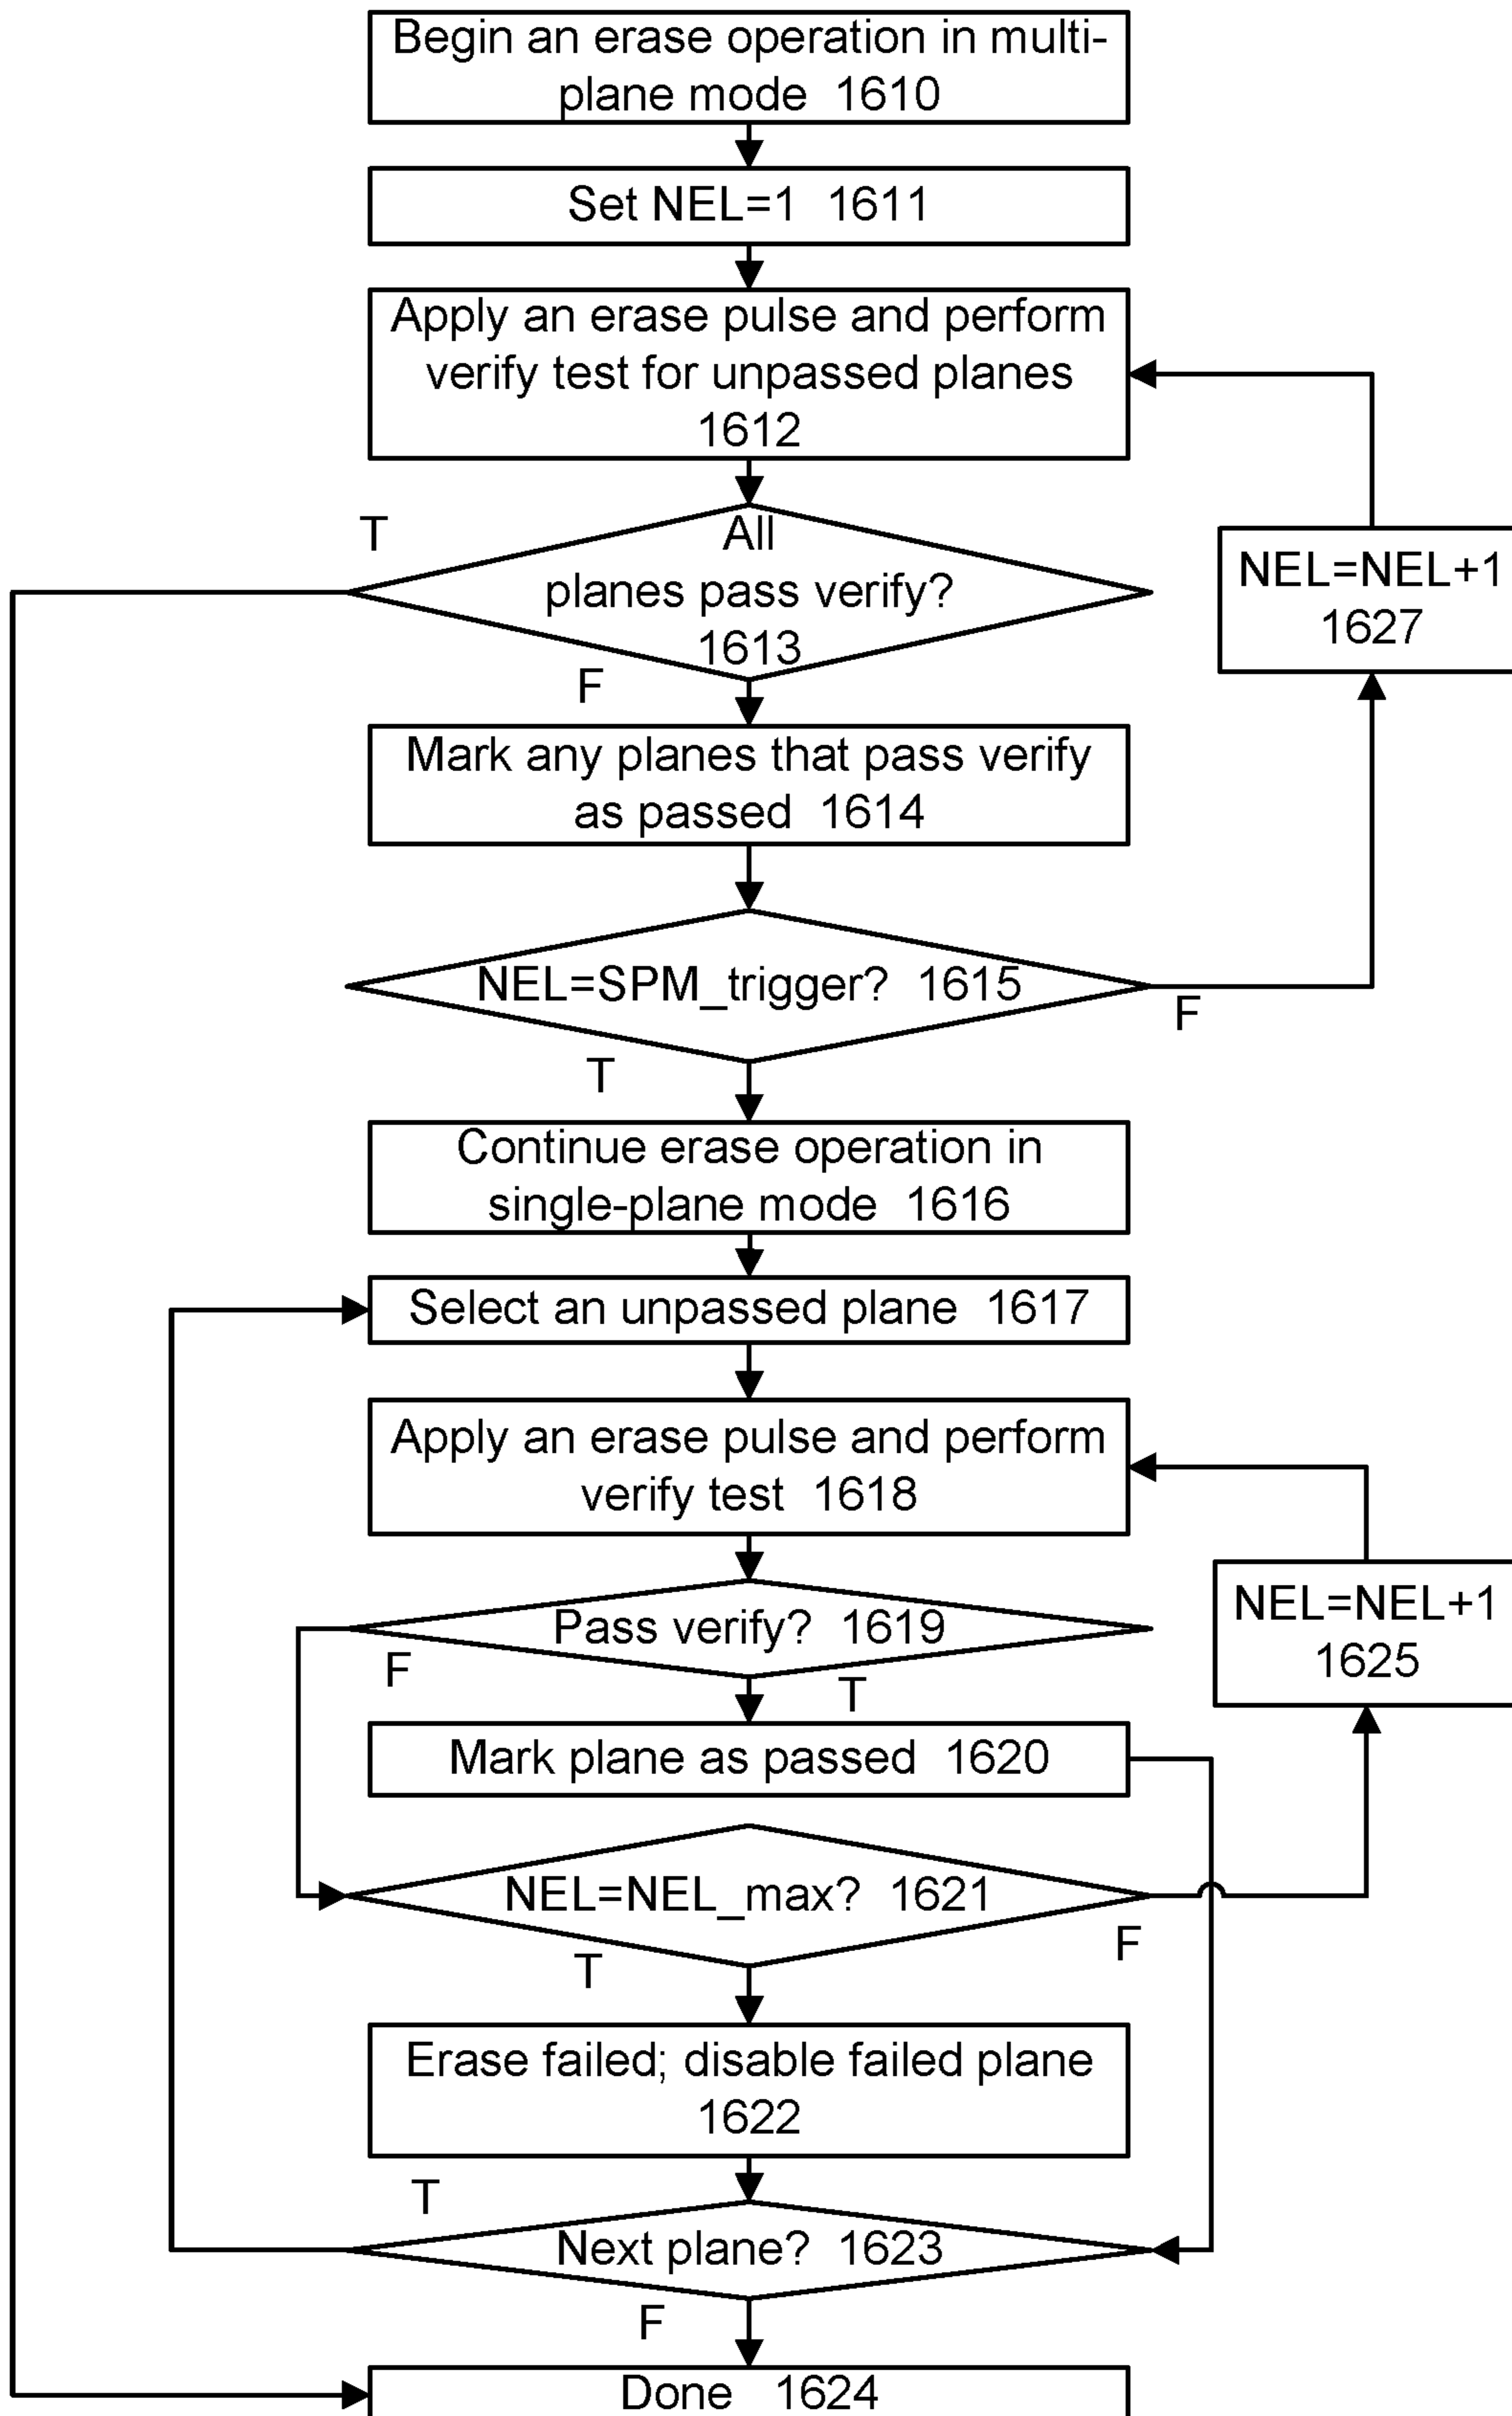 Begin an erase operation in multi-
plane mode 1610
Set NEL=1 1611
Apply an erase pulse and perform
verify test for unpassed planes
1612
T
All
planes pass verify?
1613
F
NEL=NEL+1
1627
Mark any planes that pass verify
as passed 1614
NEL=SPM_trigger? 1615
F
T
Continue erase operation in
single-plane mode 1616
Select an unpassed plane 1617
Apply an erase pulse and perform
verify test 1618
Pass verify? 1619
F
T
NEL=NEL+1
1625
Mark plane as passed 1620
NEL=NEL_max? 1621
F
T
Erase failed; disable failed plane
1622
T
Next plane? 1623
F
Done 1624